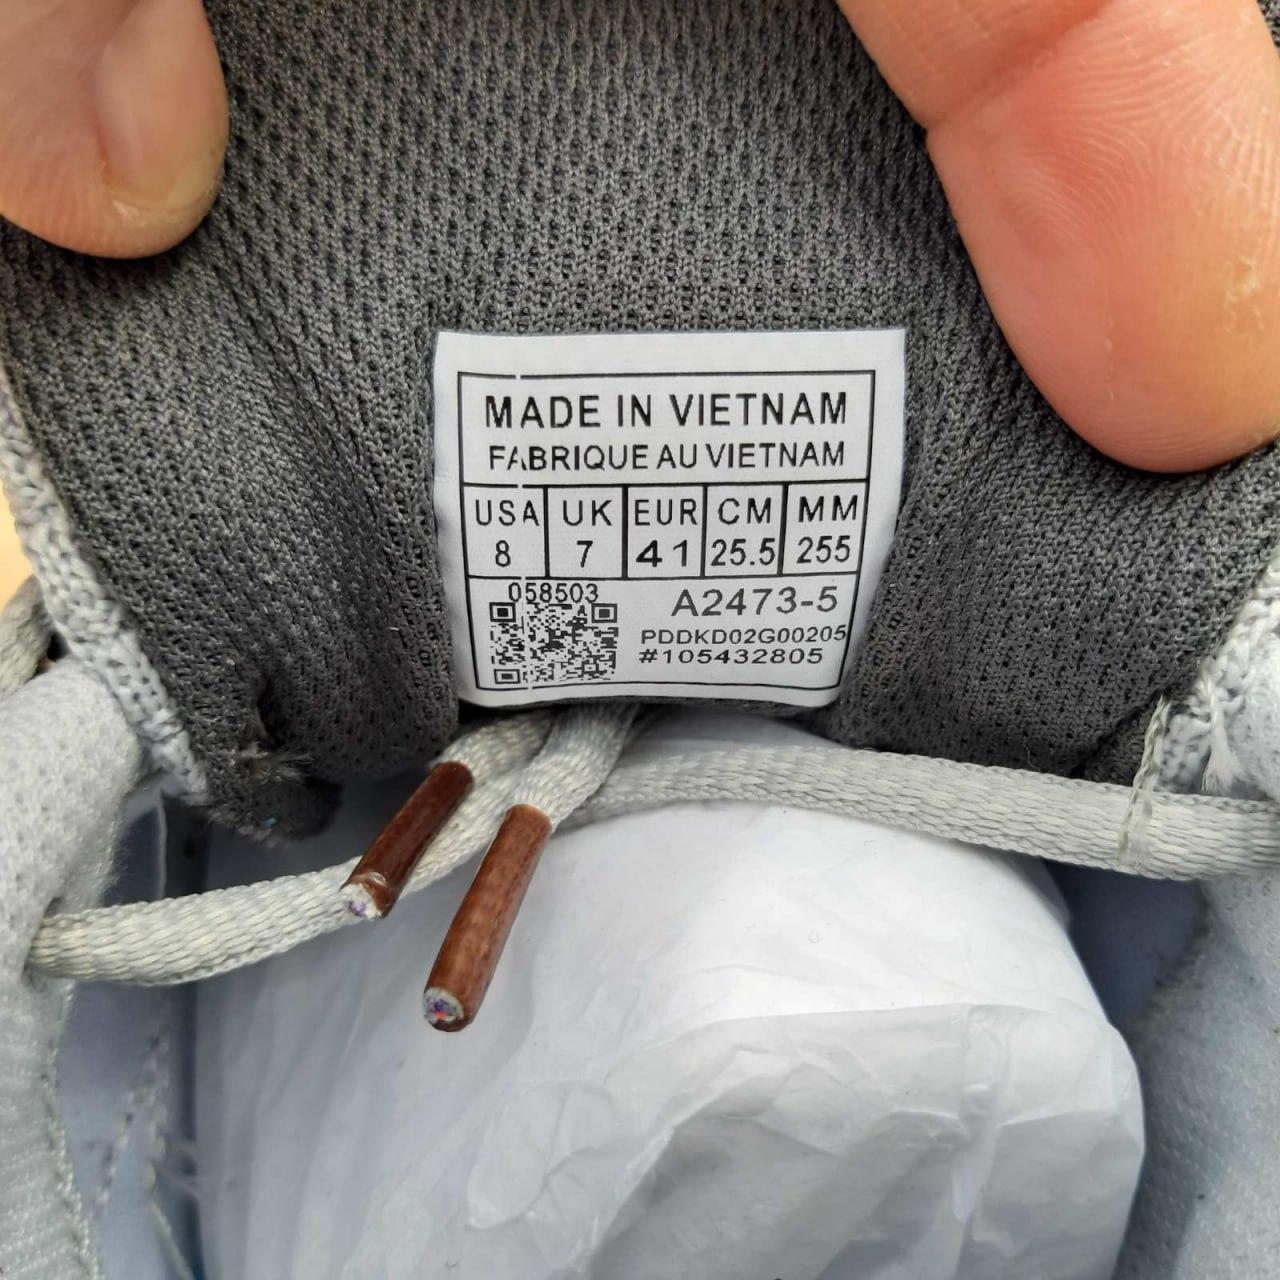 MADE IN VIETNAM
FABRIQUE AU VIETNAM
USA UK EUR CM MM
8 7 41 25.5 255
058503
A2473-5
PDDKD02G00205
#105432805